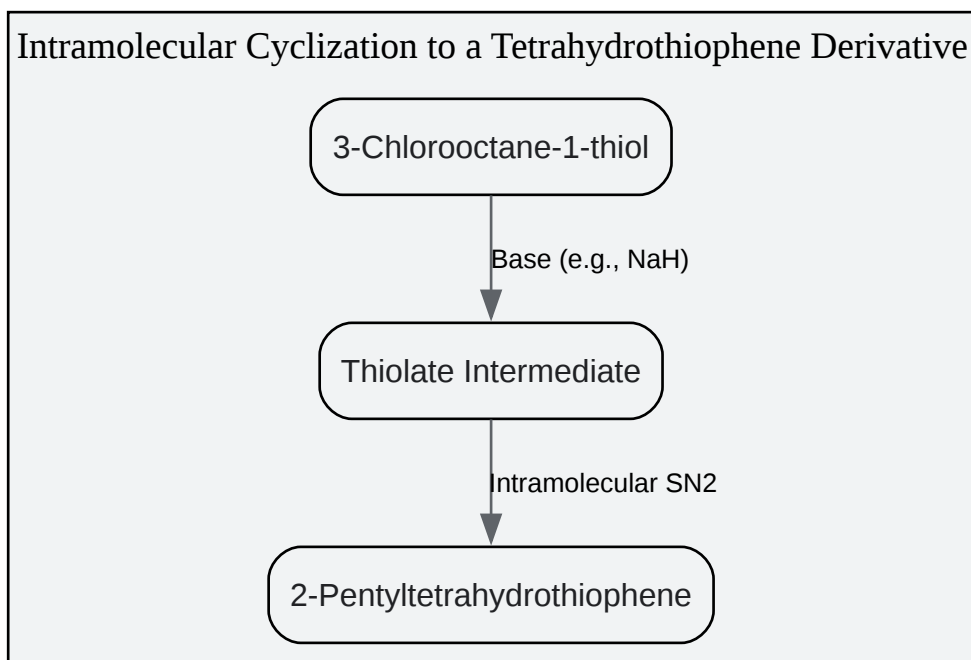 Intramolecular Cyclization to a Tetrahydrothiophene Derivative
3-Chlorooctane-1-thiol
Base (e.g., NaH)
Thiolate Intermediate
Intramolecular SN2
2-Pentyltetrahydrothiophene